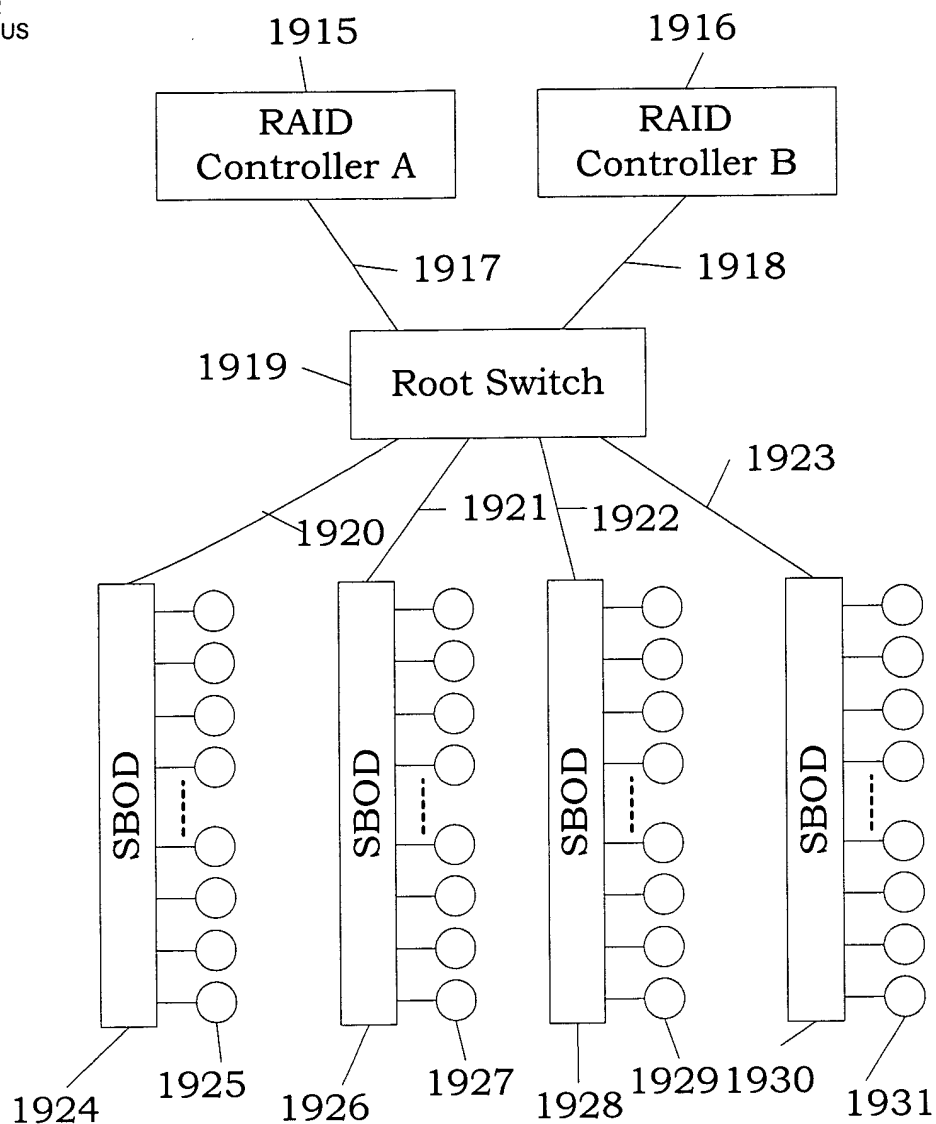 US
1915
1916
RAID
Controller A
RAID
Controller B
1917
1918
1919
Root Switch
1920
1921
1922
1923
SBOD
SBOD
SBOD
SBOD
1924
1925
1926
1927
1928
1929
1930
1931